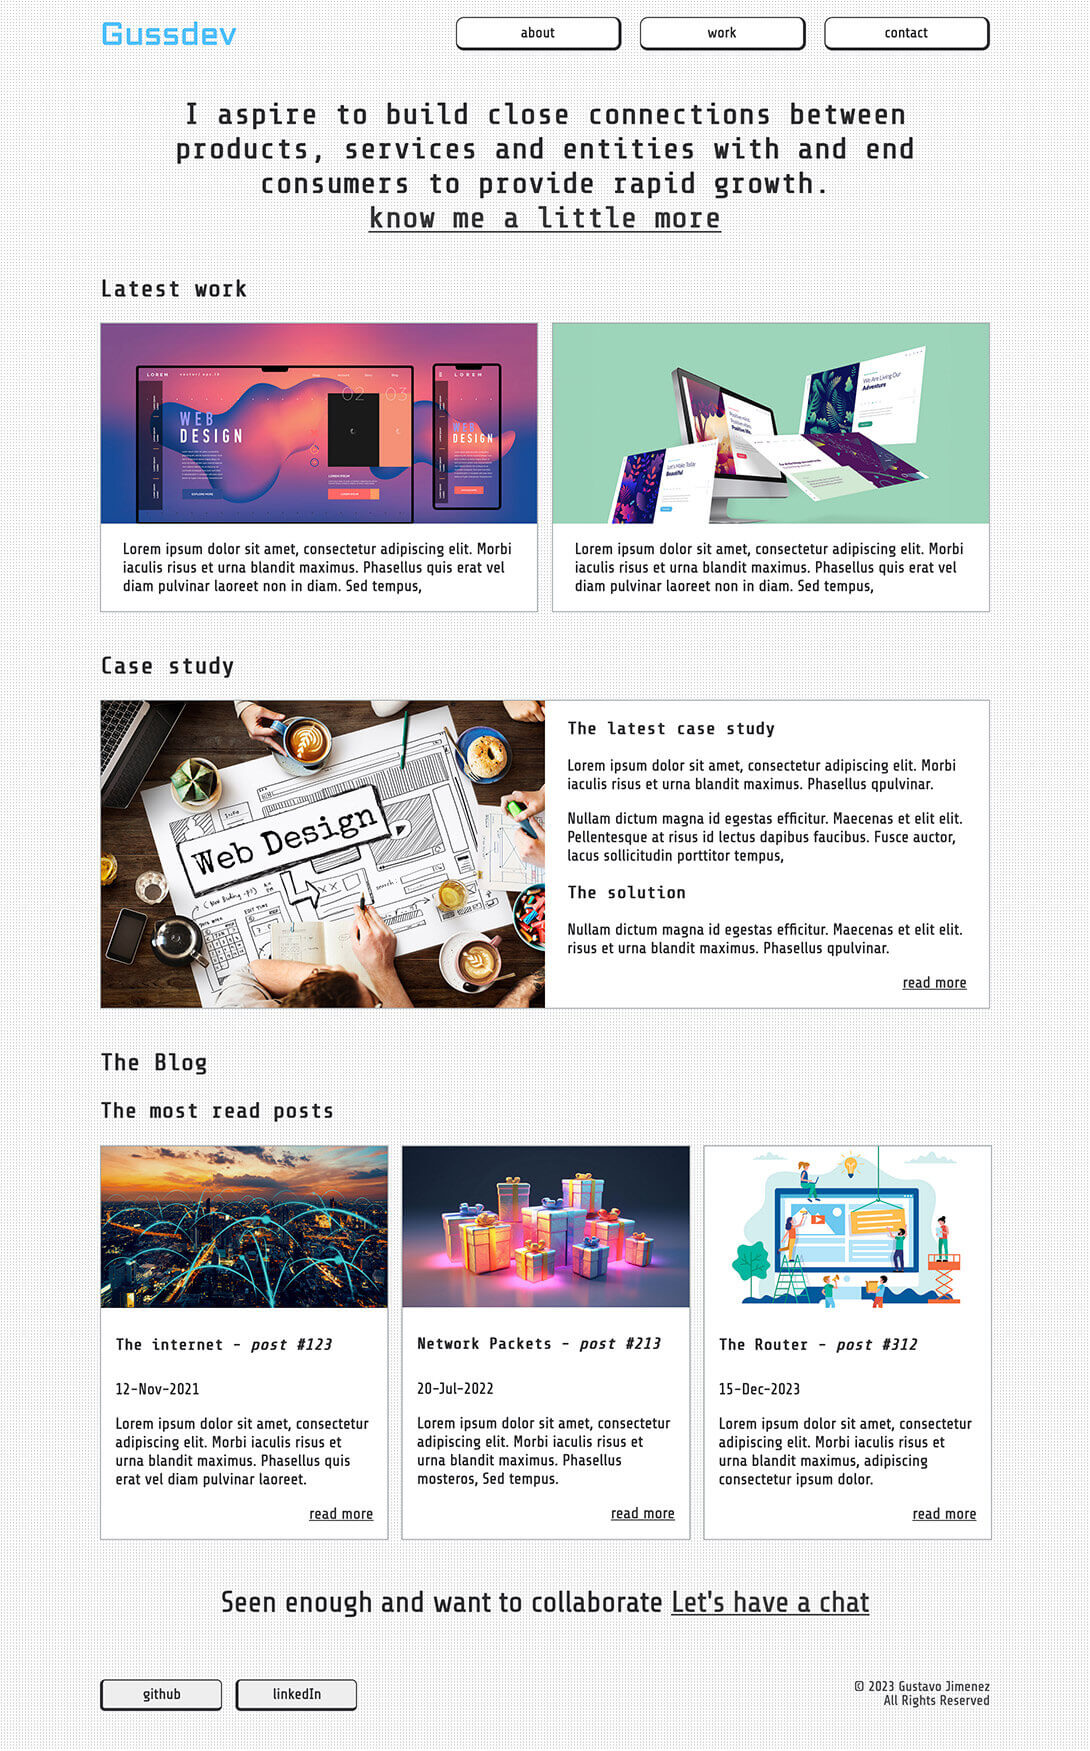 Gussdev
about
work
contact
I aspire to build close connections between
products, services and entities with and end
consumers to provide rapid growth.
know me a little more
Latest work
LOREM
02
03
WEB
DESIGN
EXPLORE MORE
LOREM
WEB
DESIGN
We Are Living Our
Adventure
Let's Make Today
Beautiful
Lorem ipsum dolor sit amet, consectetur adipiscing elit. Morbi
iaculis risus et urna blandit maximus. Phasellus quis erat vel
diam pulvinar laoreet non in diam. Sed tempus,
Lorem ipsum dolor sit amet, consectetur adipiscing elit. Morbi
iaculis risus et urna blandit maximus. Phasellus quis erat vel
diam pulvinar laoreet non in diam. Sed tempus,
Case study
Web Design
The latest case study
Lorem ipsum dolor sit amet, consectetur adipiscing elit. Morbi
iaculis risus et urna blandit maximus. Phasellus qpulvinar.
Nullam dictum magna id egestas efficitur. Maecenas et elit elit.
Pellentesque at risus id lectus dapibus faucibus. Fusce auctor,
lacus sollicitudin porttitor tempus,
The solution
Nullam dictum magna id egestas efficitur. Maecenas et elit elit.
risus et urna blandit maximus. Phasellus qpulvinar.
read more
The Blog
The most read posts
The internet - post #123
12-Nov-2021
Lorem ipsum dolor sit amet, consectetur
adipiscing elit. Morbi iaculis risus et
urna blandit maximus. Phasellus quis
erat vel diam pulvinar laoreet.
read more
Network Packets - post #213
20-Jul-2022
Lorem ipsum dolor sit amet, consectetur
adipiscing elit. Morbi iaculis risus et
urna blandit maximus. Phasellus
mosteros, Sed tempus.
read more
The Router - post #312
15-Dec-2023
Lorem ipsum dolor sit amet, consectetur
adipiscing elit. Morbi iaculis risus et
urna blandit maximus, adipiscing
consectetur ipsum dolor.
read more
Seen enough and want to collaborate Let's have a chat
github
linkedIn
© 2023 Gustavo Jimenez
All Rights Reserved